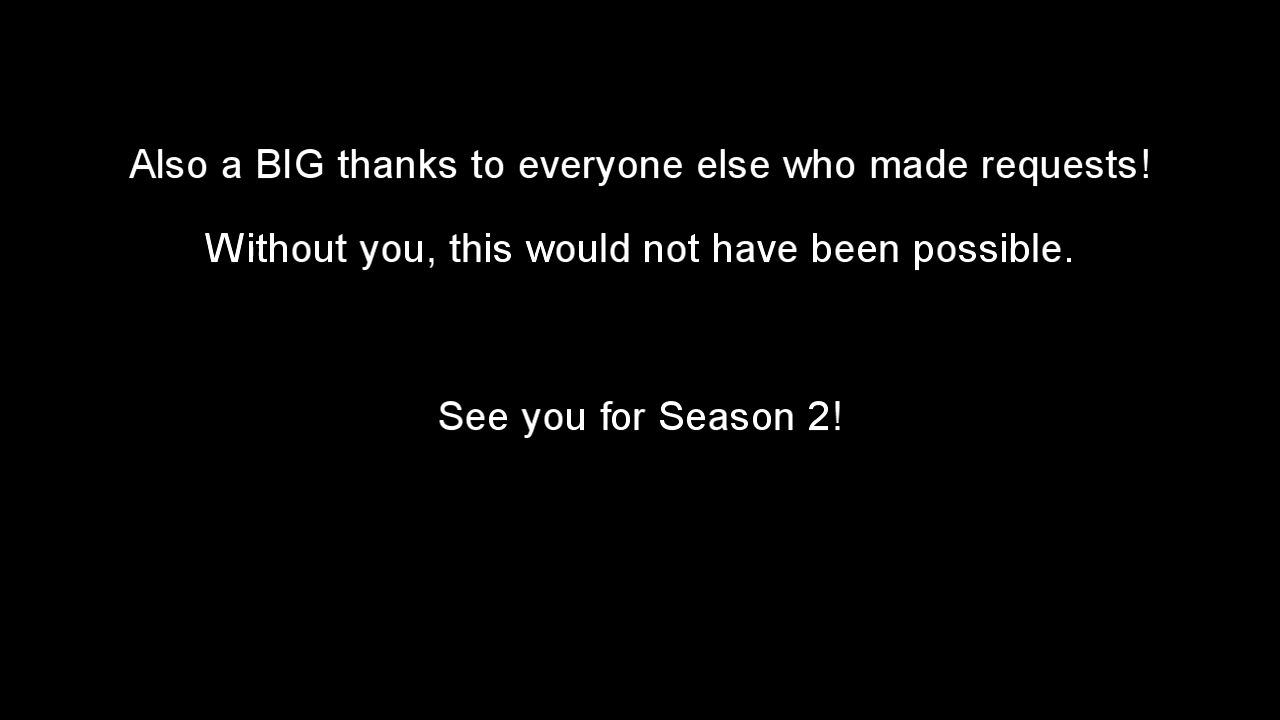 Also a BIG thanks to everyone else who made requests!
Without you, this would not have been possible.
See you for Season 2!